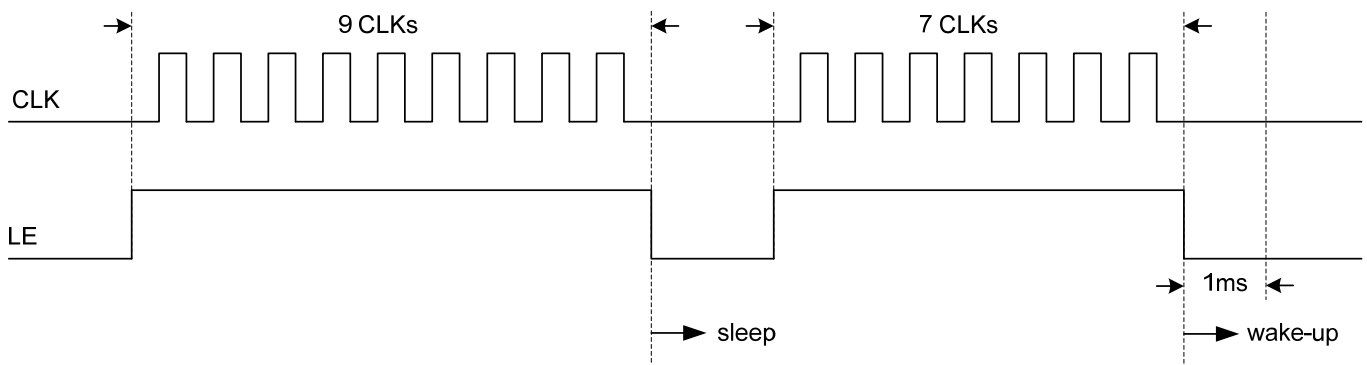 9 CLKs
7 CLKs
CLK
LE
1ms
sleep
wake-up